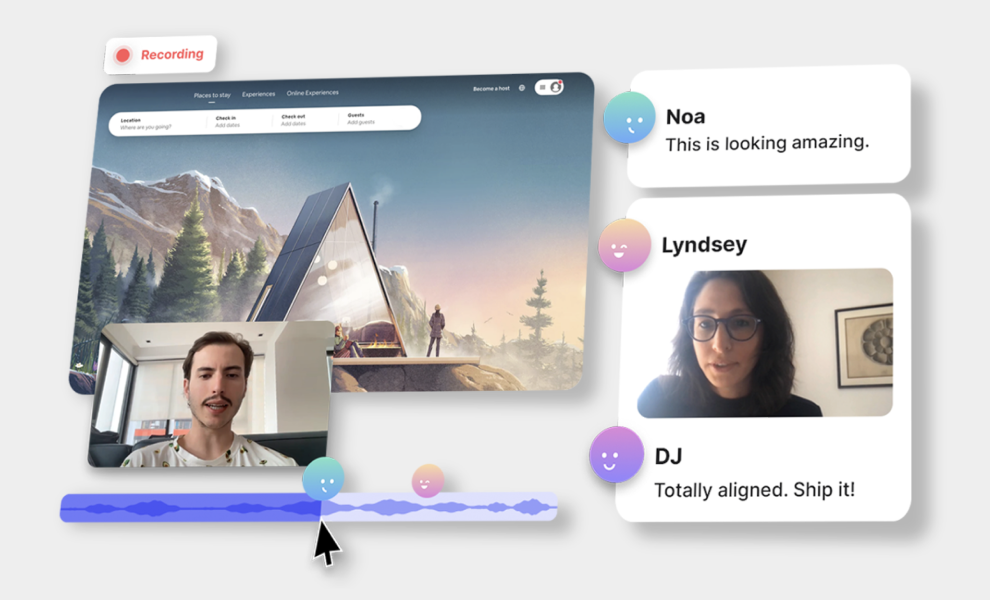 Recording
Places to stay
Experiences
Online Experiences
Become a host
Location
Where are you going?
Check in
Add dates
Check out
Add dates
Guests
Add guests
Noa
This is looking amazing.
Lyndsey
DJ
Totally aligned. Ship it!